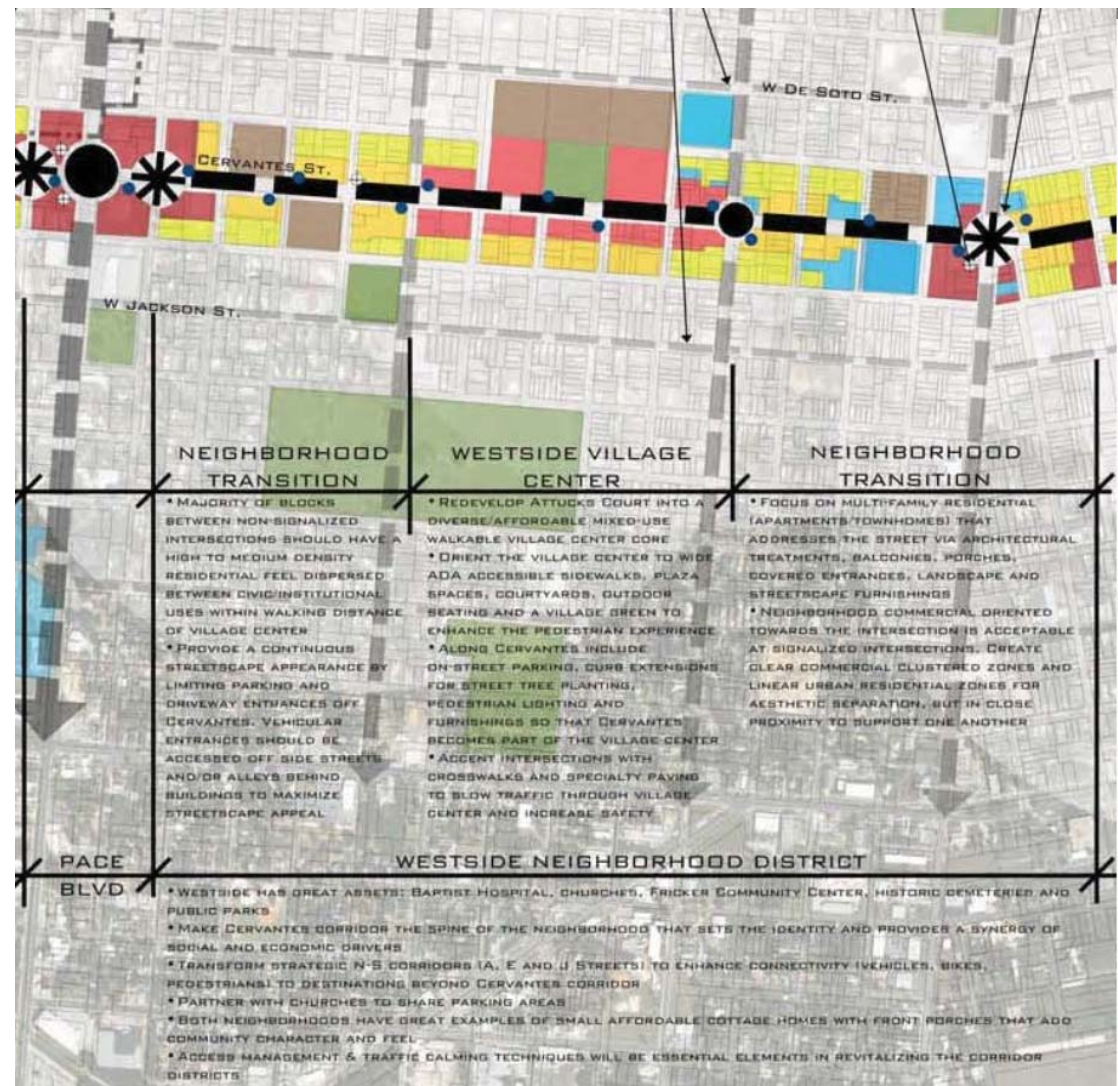 W DE SOTO ST.
CERVANTES ST.
W JACKSON ST.
NEIGHBORHOOD
TRANSITION
• MAJORITY OF BLOCKS
BETWEEN NON-SIGNALIZED
INTERSECTIONS SHOULD HAVE A
HIGH TO MEDIUM DENSITY
RESIDENTIAL FEEL DISPERSED
BETWEEN CIVIC/INSTITUTIONAL
USES WITHIN WALKING DISTANCE
OF VILLAGE CENTER
• PROVIDE A CONTINUOUS
STREETSCAPE APPEARANCE BY
LIMITING PARKING AND
DRIVEWAY ENTRANCES OFF
CERVANTES. VEHICULAR
ENTRANCES SHOULD BE
ACCESSED OFF SIDE STREETS
AND/OR ALLEYS BEHIND
BUILDINGS TO MAXIMIZE
STREETSCAPE APPEAL
WESTSIDE VILLAGE
CENTER
• REDEVELOP ATTUCKS COURT INTO A
DIVERSE/AFFORDABLE MIXED-USE
WALKABLE VILLAGE CENTER CORE
• ORIENT THE VILLAGE CENTER TO WIDE
ADA ACCESSIBLE SIDEWALKS, PLAZA
SPACES, COURTYARDS, OUTDOOR
SEATING AND A VILLAGE GREEN TO
ENHANCE THE PEDESTRIAN EXPERIENCE
• ALONG CERVANTES INCLUDE
ON-STREET PARKING, CURB EXTENSIONS
FOR STREET TREE PLANTING,
PEDESTRIAN LIGHTING AND
FURNISHINGS SO THAT CERVANTES
BECOMES PART OF THE VILLAGE CENTER
• ACCENT INTERSECTIONS WITH
CROSSWALKS AND SPECIALTY PAVING
TO SLOW TRAFFIC THROUGH VILLAGE
CENTER AND INCREASE SAFETY
NEIGHBORHOOD
TRANSITION
• FOCUS ON MULTI-FAMILY RESIDENTIAL
(APARTMENTS/TOWNHOMES) THAT
ADDRESSES THE STREET VIA ARCHITECTURAL
TREATMENTS, BALCONIES, PORCHES,
COVERED ENTRANCES, LANDSCAPE AND
STREETSCAPE FURNISHINGS
• NEIGHBORHOOD COMMERCIAL ORIENTED
TOWARDS THE INTERSECTION IS ACCEPTABLE
AT SIGNALIZED INTERSECTIONS. CREATE
CLEAR COMMERCIAL CLUSTERED ZONES AND
LINEAR URBAN RESIDENTIAL ZONES FOR
AESTHETIC SEPARATION, BUT IN CLOSE
PROXIMITY TO SUPPORT ONE ANOTHER
PACE
BLVD
WESTSIDE NEIGHBORHOOD DISTRICT
• WESTSIDE HAS GREAT ASSETS: BAPTIST HOSPITAL, CHURCHES, FRICKER COMMUNITY CENTER, HISTORIC CEMETERIES AND
PUBLIC PARKS
• MAKE CERVANTES CORRIDOR THE SPINE OF THE NEIGHBORHOOD THAT SETS THE IDENTITY AND PROVIDES A SYNERGY OF
SOCIAL AND ECONOMIC DRIVERS
• TRANSFORM STRATEGIC N-S CORRIDORS (A, E AND J STREETS) TO ENHANCE CONNECTIVITY (VEHICLES, BIKES,
PEDESTRIANS) TO DESTINATIONS BEYOND CERVANTES CORRIDOR
• PARTNER WITH CHURCHES TO SHARE PARKING AREAS
• BOTH NEIGHBORHOODS HAVE GREAT EXAMPLES OF SMALL AFFORDABLE COTTAGE HOMES WITH FRONT PORCHES THAT ADD
COMMUNITY CHARACTER AND FEEL
• ACCESS MANAGEMENT & TRAFFIC CALMING TECHNIQUES WILL BE ESSENTIAL ELEMENTS IN REVITALIZING THE CORRIDOR
DISTRICTS